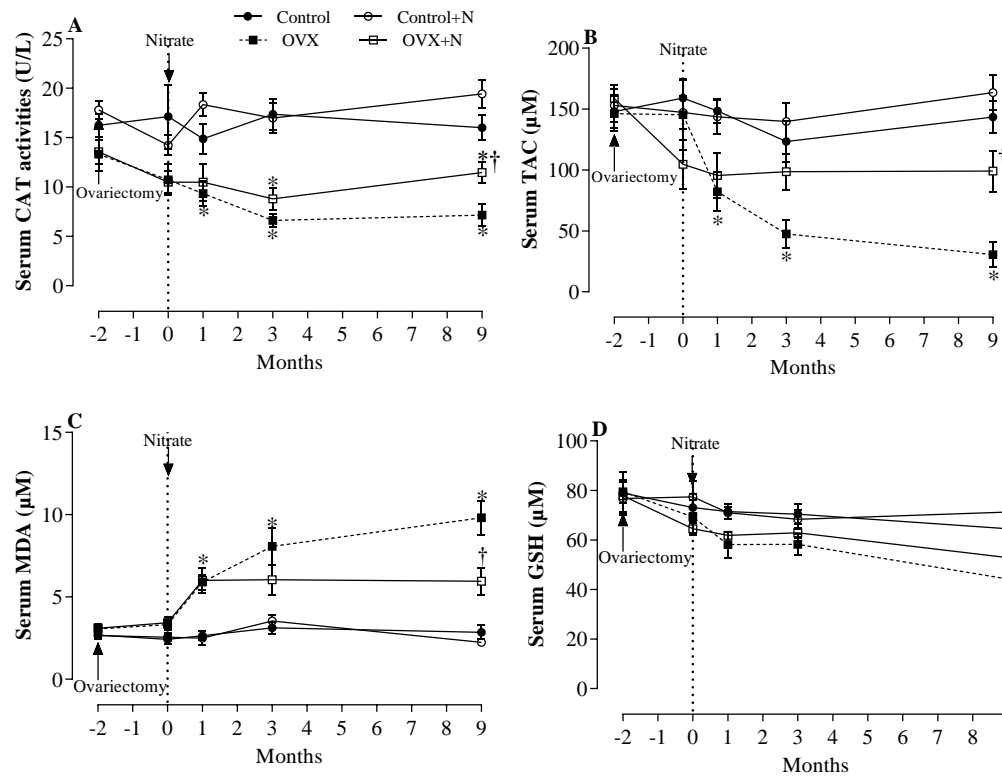 A
Control
Control+N
OVX
OVX+N
Nitrate
Serum CAT activities (U/L)
25
20
15
10
5
0
Ovariectomy
*
*
*
*
*†
-2 -1 0 1 2 3 4 5 6 7 8 9
Months
B
Nitrate
Serum TAC (µM)
200
150
100
50
0
Ovariectomy
*
*
*
-2 -1 0 1 2 3 4 5 6 7 8 9
Months
C
Nitrate
Serum MDA (µM)
15
10
5
0
Ovariectomy
*
*
*
†
-2 -1 0 1 2 3 4 5 6 7 8 9
Months
D
Nitrate
Serum GSH (µM)
100
80
60
40
20
0
Ovariectomy
-2 -1 0 1 2 3 4 5 6 7 8
Months